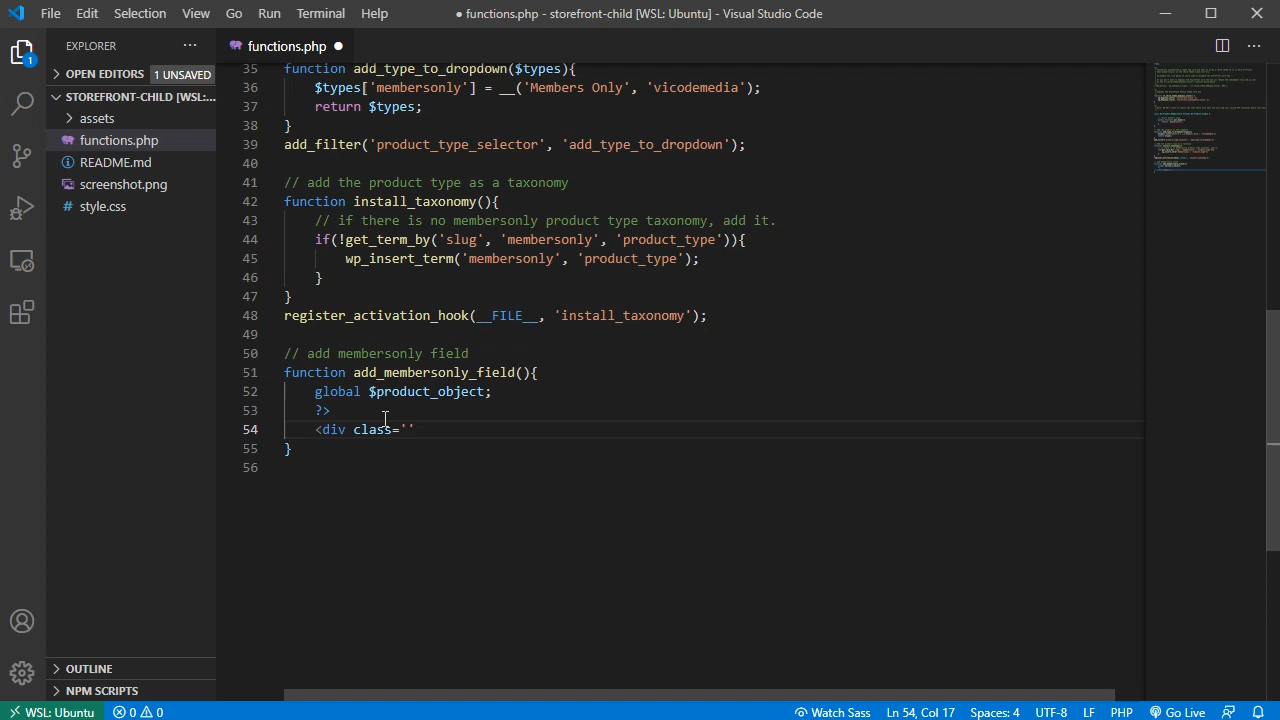 File Edit Selection View Go Run Terminal Help
● functions.php - storefront-child [WSL: Ubuntu] - Visual Studio Code
EXPLORER
OPEN EDITORS 1 UNSAVED
STOREFRONT-CHILD [WSL:...
assets
functions.php
README.md
screenshot.png
style.css
OUTLINE
NPM SCRIPTS
1
functions.php ●
35 function add_type_to_dropdown($types){
36 $types['membersonly'] = __('Members Only', 'vicodemedia');
37 return $types;
38 }
39 add_filter('product_type_selector', 'add_type_to_dropdown');
40
41 // add the product type as a taxonomy
42 function install_taxonomy(){
43 // if there is no membersonly product type taxonomy, add it.
44 if(!get_term_by('slug', 'membersonly', 'product_type')){
45 wp_insert_term('membersonly', 'product_type');
46 }
47 }
48 register_activation_hook(__FILE__, 'install_taxonomy');
49
50 // add membersonly field
51 function add_membersonly_field(){
52 global $product_object;
53 ?>
54 <div class=''
55 }
56
WSL: Ubuntu 0 0 Watch Sass Ln 54, Col 17 Spaces: 4 UTF-8 LF PHP Go Live